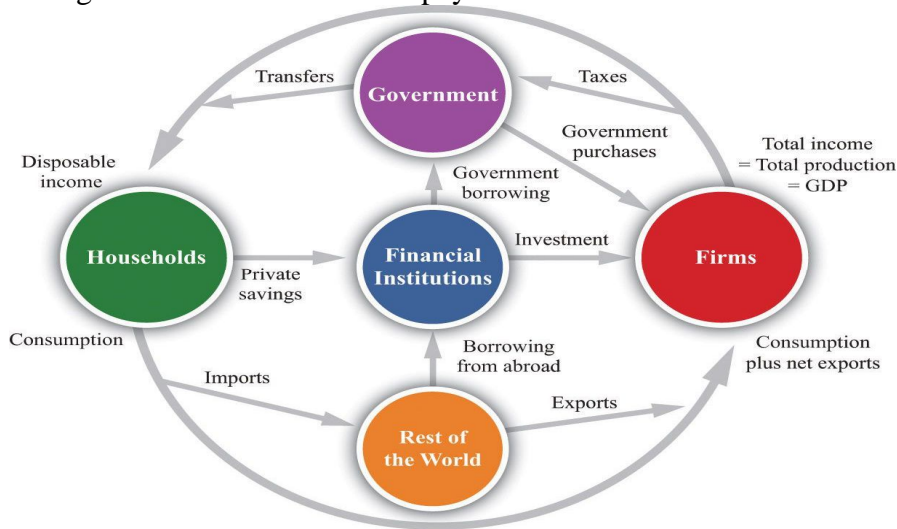 Transfers
Government
Taxes
Government
purchases
Total income
= Total production
= GDP
Disposable
income
Government
borrowing
Households
Private
savings
Financial
Institutions
Investment
Firms
Consumption
Imports
Borrowing
from abroad
Exports
Consumption
plus net exports
Rest of
the World